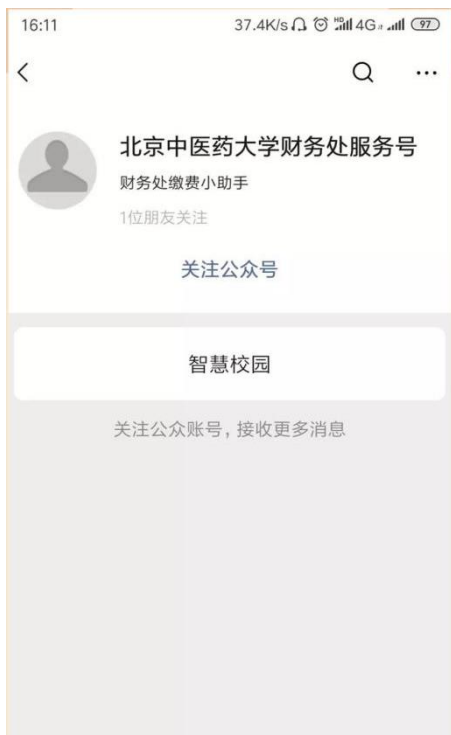 16:11 37.4K/s HD 4G 97
北京中医药大学财务处服务号
财务处缴费小助手
1位朋友关注
关注公众号
智慧校园
关注公众账号，接收更多消息